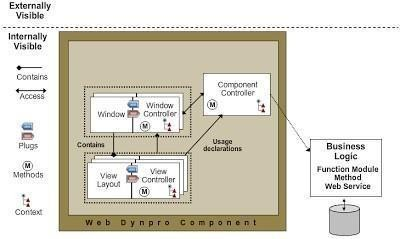 Externally
Visible
Internally
Visible
Contains
Access
Plugs
M
Methods
Context
Window
Window
Controller
M
Component
Controller
M
Contains
Usage
declarations
View
Layout
View
Controller
M
Web Dynpro Component
Business
Logic
Function Module
Method
Web Service